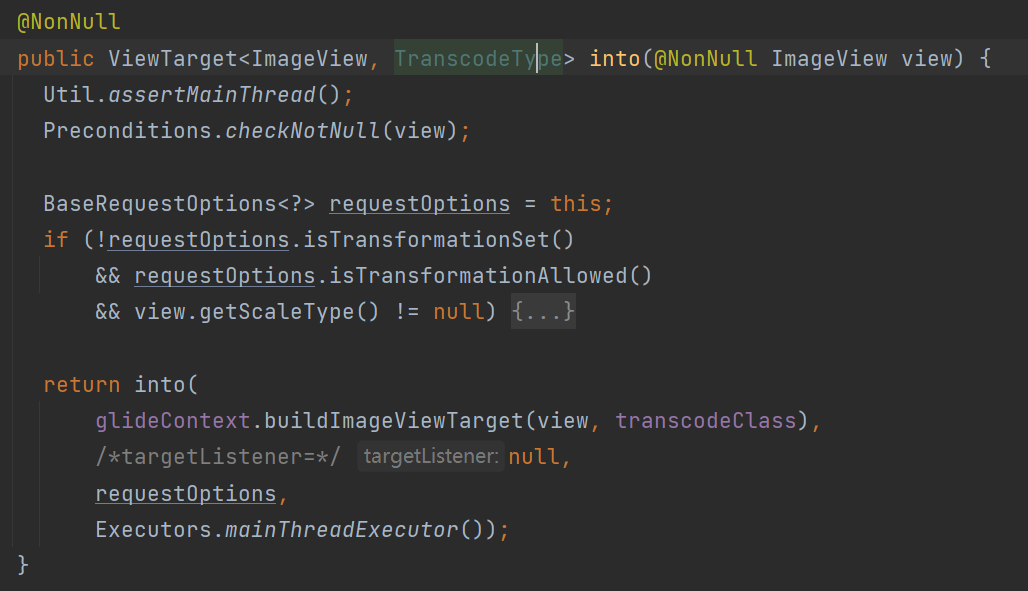 @NonNull
public ViewTarget<ImageView, TranscodeType> into(@NonNull ImageView view) {
Util.assertMainThread();
Preconditions.checkNotNull(view);
BaseRequestOptions<?> requestOptions = this;
if (!requestOptions.isTransformationSet()
&& requestOptions.isTransformationAllowed()
&& view.getScaleType() != null) {...}
return into(
glideContext.buildImageViewTarget(view, transcodeClass),
/*targetListener=*/ targetListener: null,
requestOptions,
Executors.mainThreadExecutor());
}